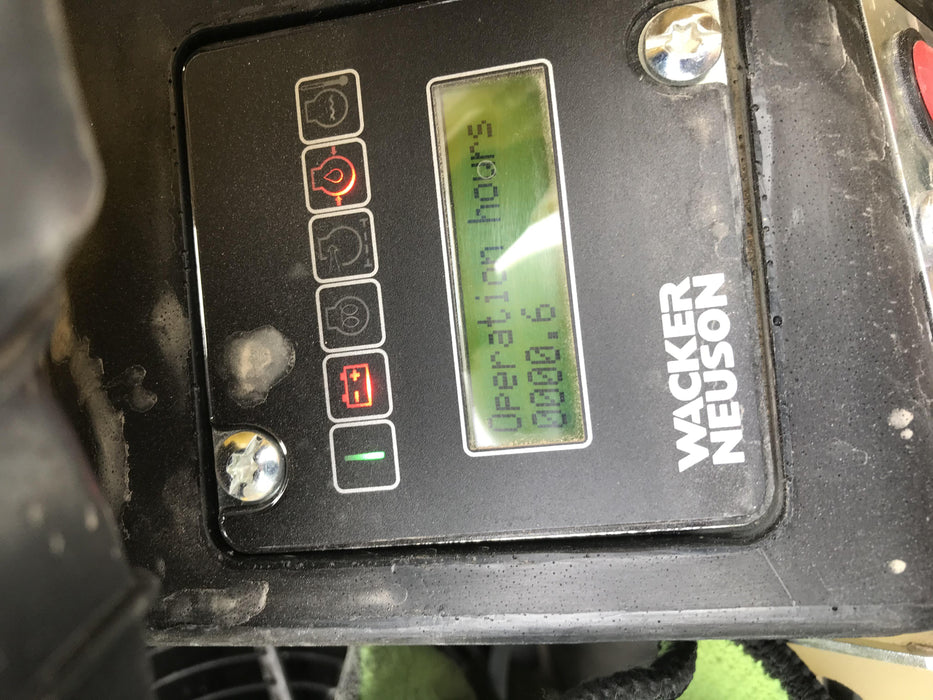 Operation hours
0000.6
WACKER
NEUSON